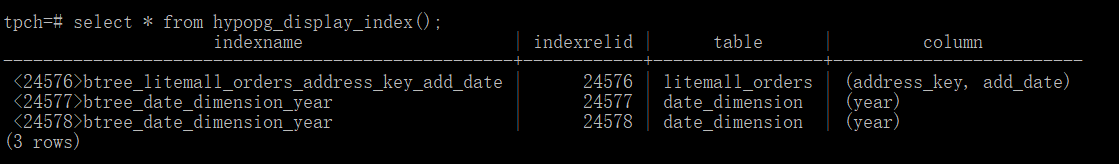 tpch=# select * from hypopg_display_index();
indexname | indexrelid | table | column
----------------------------------------------+------------+----------------+-------------------------
<24576>btree_litemall_orders_address_key_add_date | 24576 | litemall_orders | (address_key, add_date)
<24577>btree_date_dimension_year | 24577 | date_dimension | (year)
<24578>btree_date_dimension_year | 24578 | date_dimension | (year)
(3 rows)